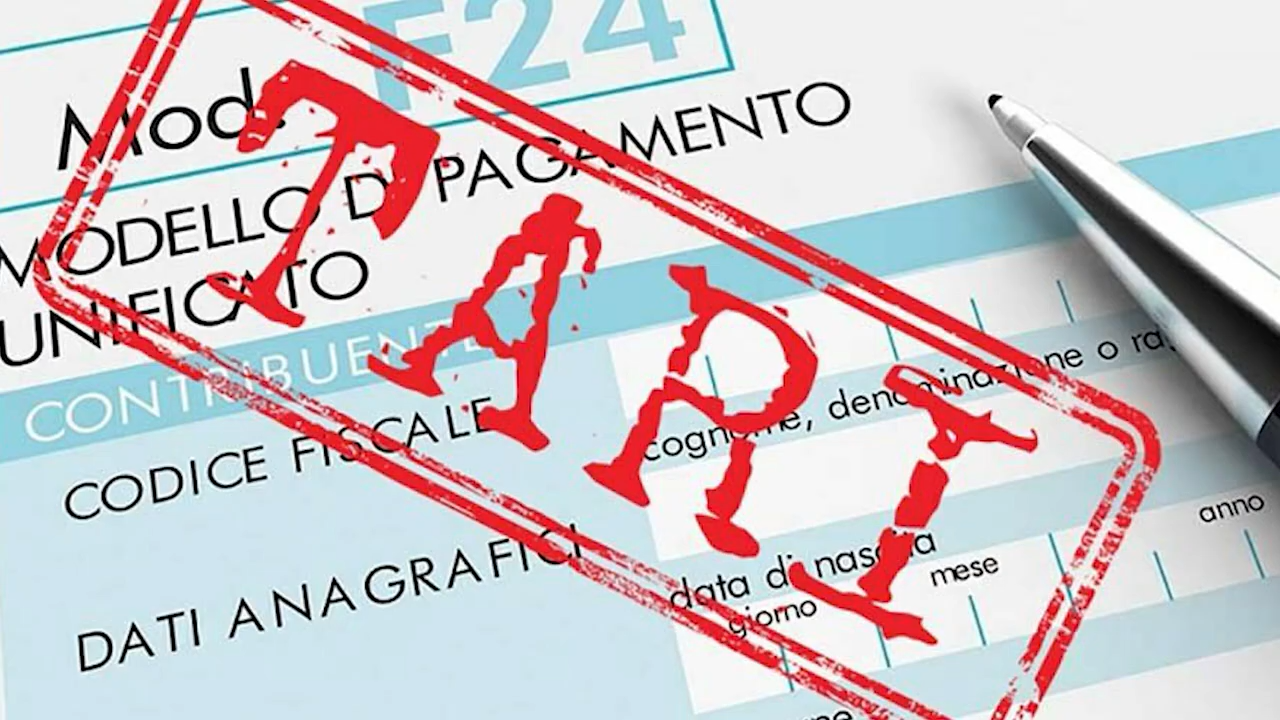 Mod. F24
MODELLO DI PAGAMENTO
UNIFICATO
CONTRIBUENTE
CODICE FISCALE
cognome, denominazione o
DATI ANAGRAFICI
data di nascita
giorno mese anno
TARI